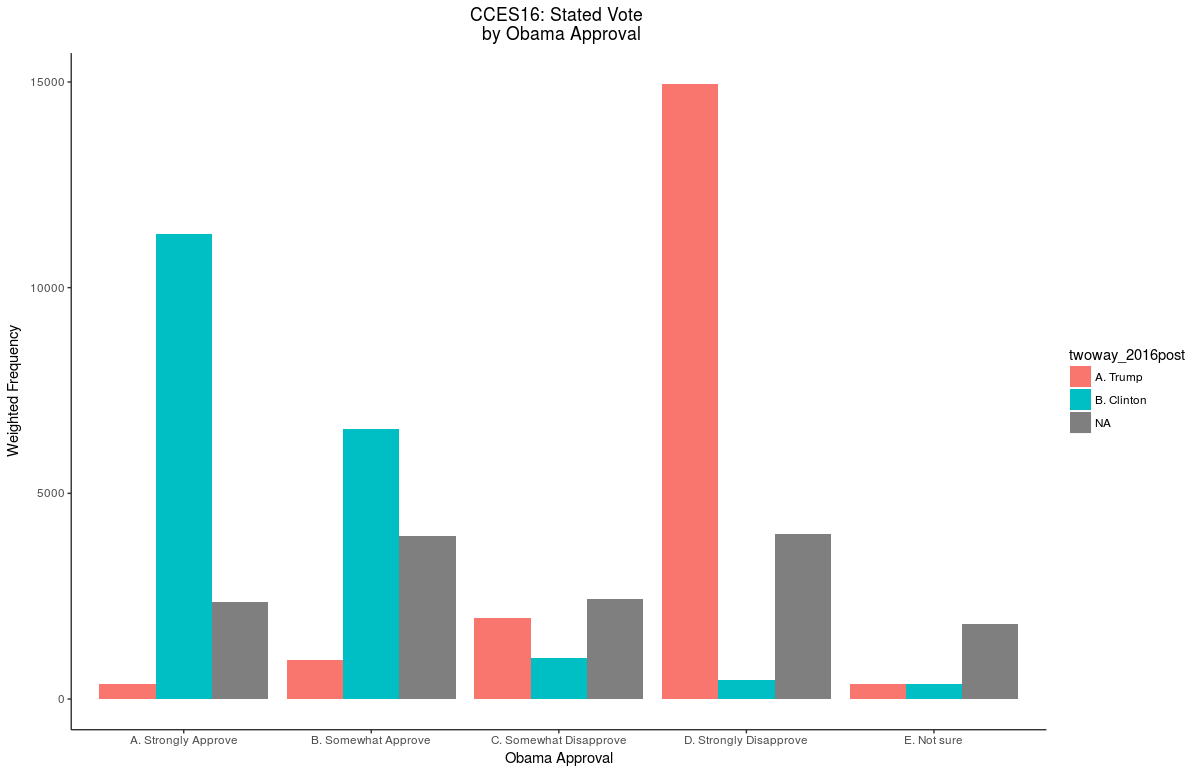 CCES16: Stated Vote
by Obama Approval
Weighted Frequency
15000
10000
5000
0
A. Strongly Approve
B. Somewhat Approve
C. Somewhat Disapprove
D. Strongly Disapprove
E. Not sure
Obama Approval
twoway_2016post
A. Trump
B. Clinton
NA